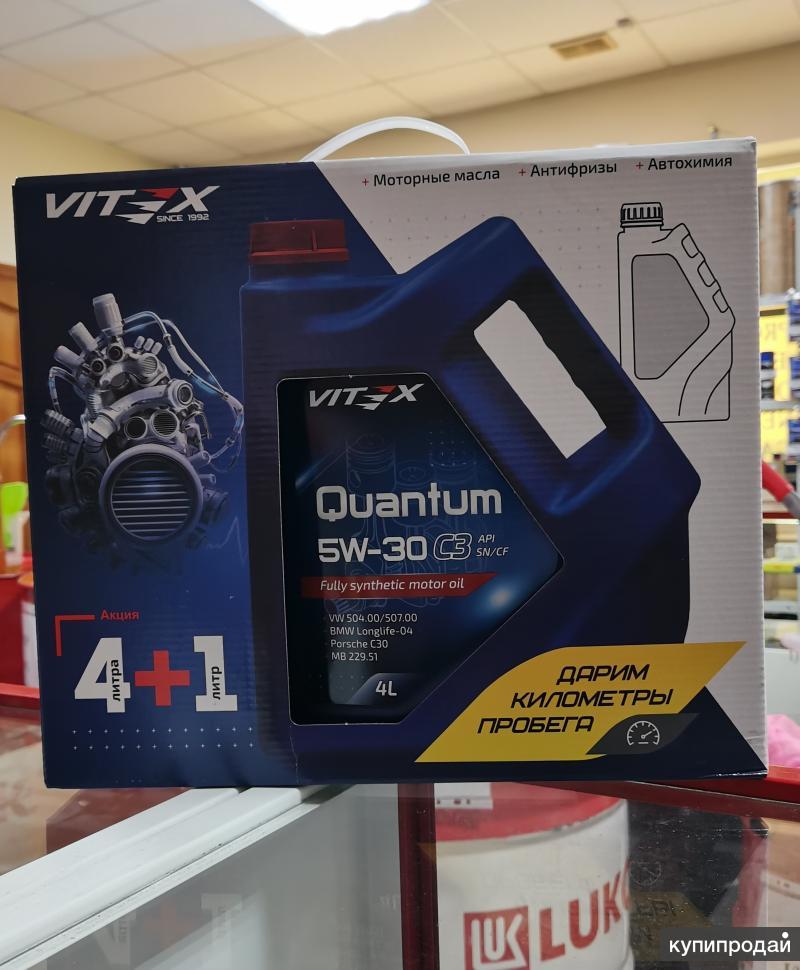 + Моторные масла + Антифризы + Автохимия
VITEX
SINCE 1992
VITEX
Quantum
5W-30 C3 API SN/CF
Fully synthetic motor oil
VW 504.00/507.00
BMW Longlife-04
Porsche C30
MB 229.51
4L
Акция
4 литра + 1 литр
ДАРИМ
КИЛОМЕТРЫ
ПРОБЕГА
LUK
купипродай